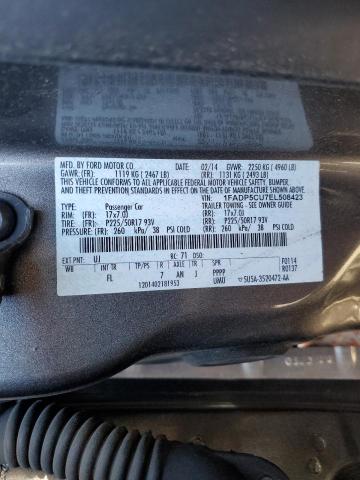 MFD. BY FORD MOTOR CO. 02/14 GVWR: 2250 KG ( 4960 LB)
GAWR: (FR): 1119 KG ( 2467 LB) (RR): 1131 KG ( 2493 LB)
THIS VEHICLE CONFORMS TO ALL APPLICABLE FEDERAL MOTOR VEHICLE SAFETY, BUMPER,
AND THEFT PREVENTION STANDARDS IN EFFECT ON THE DATE OF MANUFACTURE SHOWN ABOVE.
VIN: 1FADP5CU7EL508423
TYPE: Passenger Car TRAILER TOWING - SEE OWNER GUIDE
RIM: (FR): 17x7.0J (RR): 17x7.0J
TIRE: (FR): P225/50R17 93V (RR): P225/50R17 93V
PRESSURE: (FR): 260 kPa/ 38 PSI COLD (RR): 260 kPa/ 38 PSI COLD
EXT PNT: UJ RC: 71 DSO: F0114
WB INT TR TP/PS R AXLE TR SPR R0137
FL 7 AN J PPPP
1201402181953 UMU 5U5A-3520472-AA